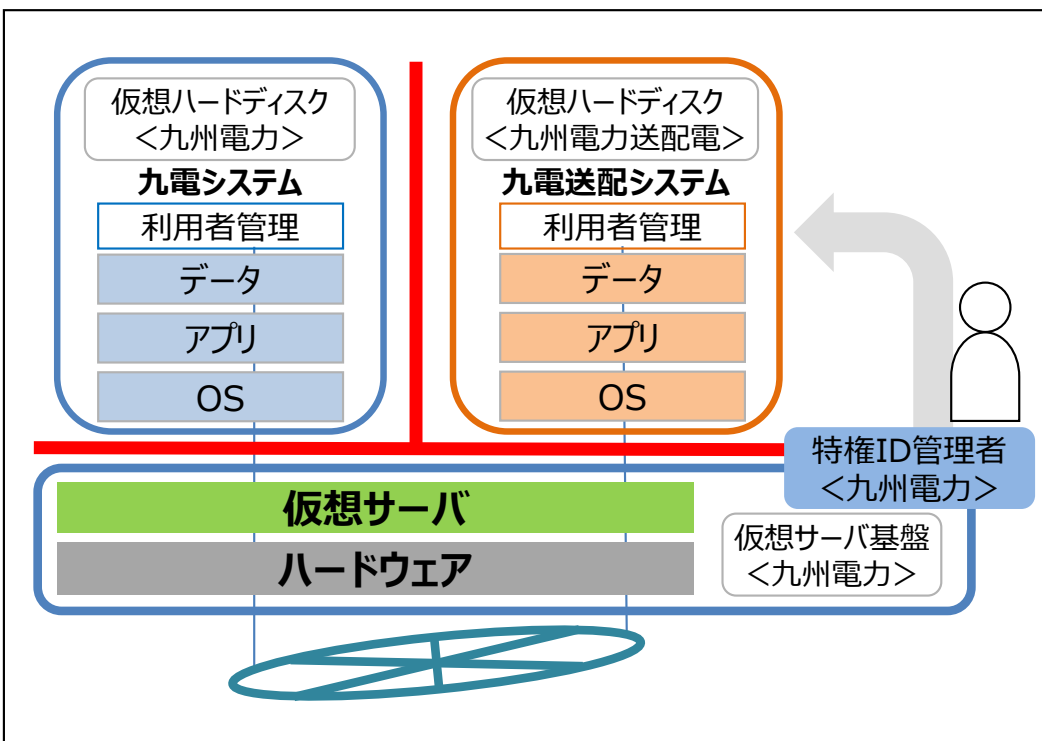 仮想ハードディスク
<九州電力>
九電システム
利用者管理
データ
アプリ
OS
仮想ハードディスク
<九州電力送配電>
九電送配システム
利用者管理
データ
アプリ
OS
特権ID管理者
<九州電力>
仮想サーバ
ハードウェア
仮想サーバ基盤
<九州電力>